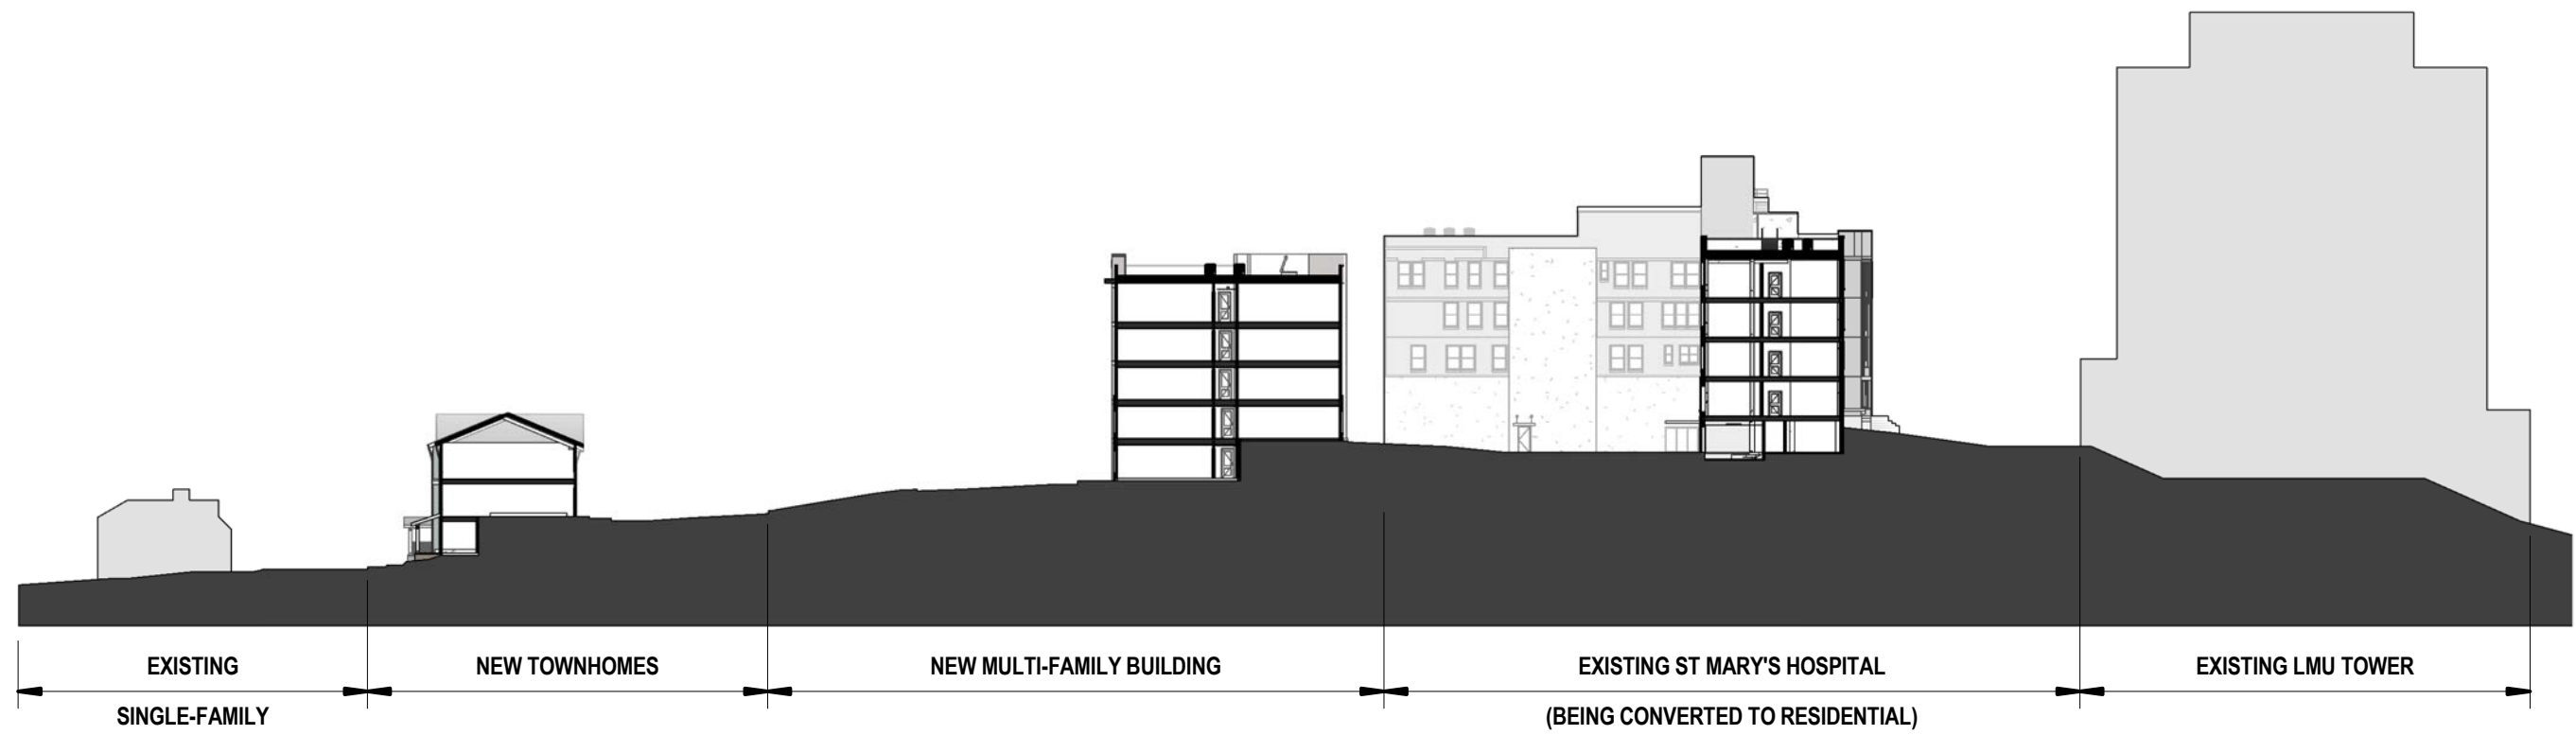 EXISTING
SINGLE-FAMILY
NEW TOWNHOMES
NEW MULTI-FAMILY BUILDING
EXISTING ST MARY'S HOSPITAL
(BEING CONVERTED TO RESIDENTIAL)
EXISTING LMU TOWER